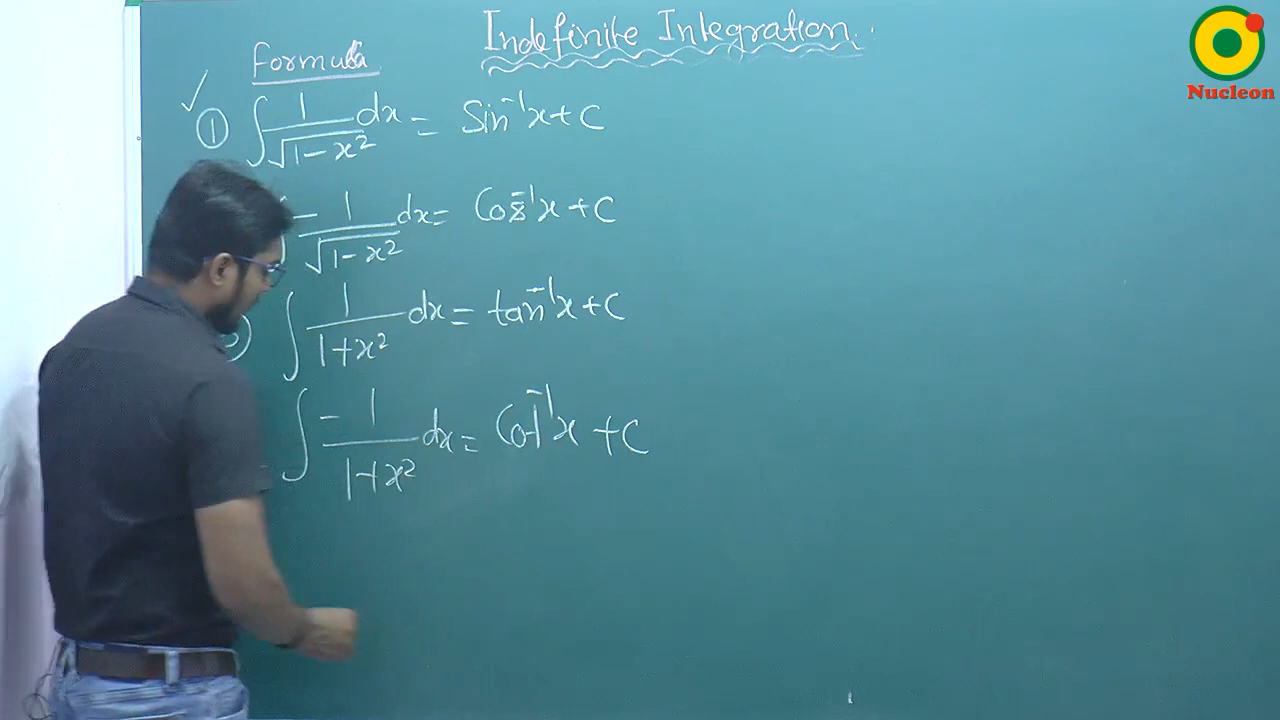 Indefinite Integration.
Formula
① ∫ 1/√(1-x²) dx = Sin⁻¹x+C
∫ - 1/√(1-x²) dx = Cos⁻¹x+C
∫ 1/(1+x²) dx = tan⁻¹x+C
∫ - 1/(1+x²) dx = Cot⁻¹x +C
Nucleon